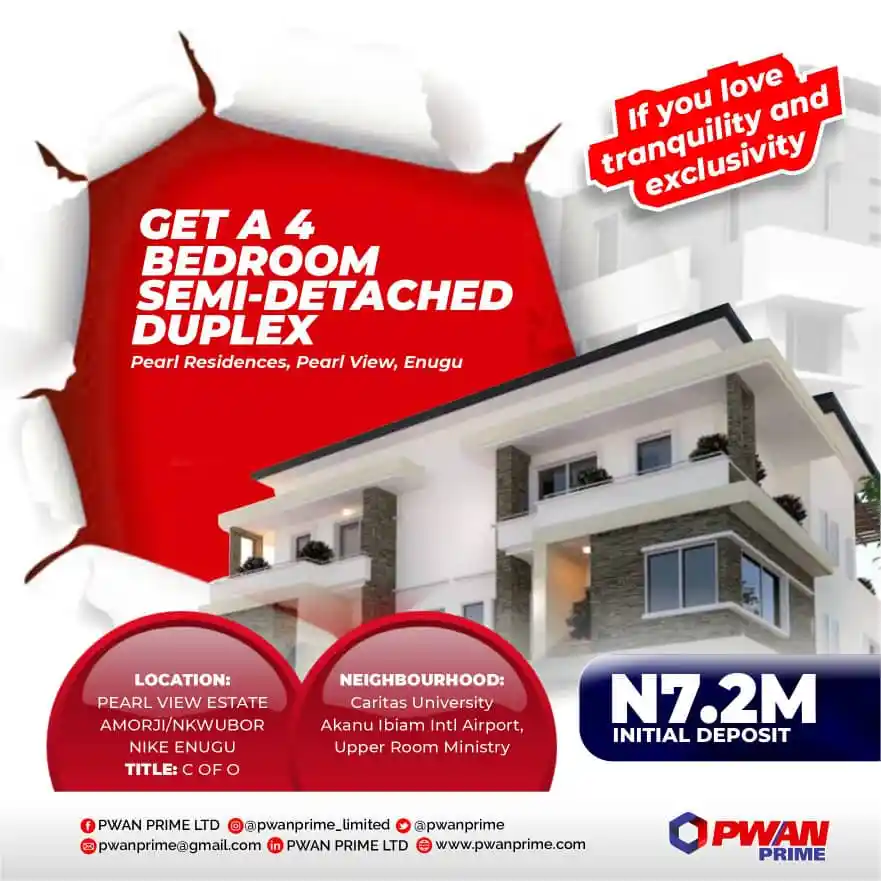 If you love
tranquility and
exclusivity
GET A 4
BEDROOM
SEMI-DETACHED
DUPLEX
Pearl Residences, Pearl View, Enugu
LOCATION:
PEARL VIEW ESTATE
AMORJI/NKWUBOR
NIKE ENUGU
TITLE: C OF O
NEIGHBOURHOOD:
Caritas University
Akanu Ibiam Intl Airport,
Upper Room Ministry
N7.2M
INITIAL DEPOSIT
PWAN PRIME LTD @pwanprime_limited @pwanprime
pwanprime@gmail.com PWAN PRIME LTD www.pwanprime.com
PWAN
PRIME